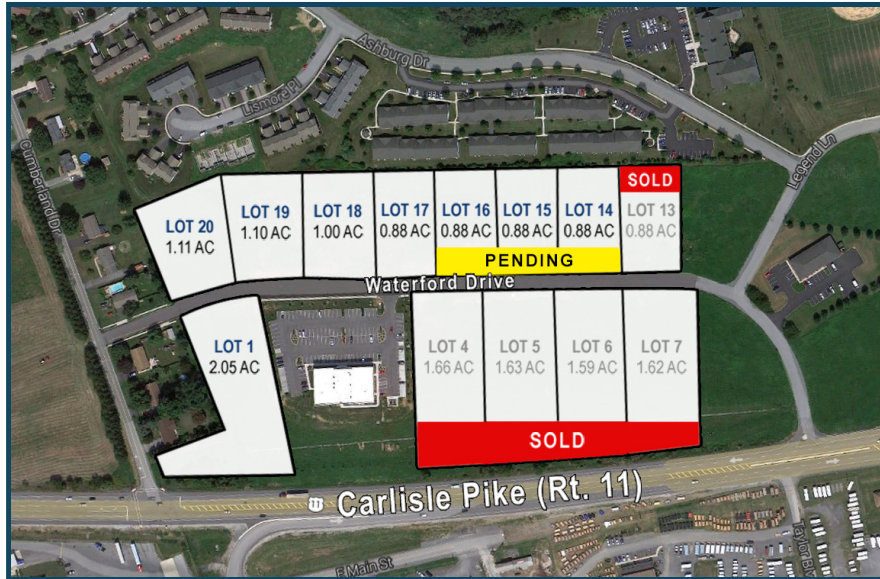 Ashburg Dr
Lismore Pl
Cumberland Dr
Legend Ln
SOLD
LOT 20
1.11 AC
LOT 19
1.10 AC
LOT 18
1.00 AC
LOT 17
0.88 AC
LOT 16
0.88 AC
LOT 15
0.88 AC
LOT 14
0.88 AC
LOT 13
0.88 AC
PENDING
Waterford Drive
LOT 1
2.05 AC
LOT 4
1.66 AC
LOT 5
1.63 AC
LOT 6
1.59 AC
LOT 7
1.62 AC
SOLD
11
Carlisle Pike (Rt. 11)
E Main St
Taylor